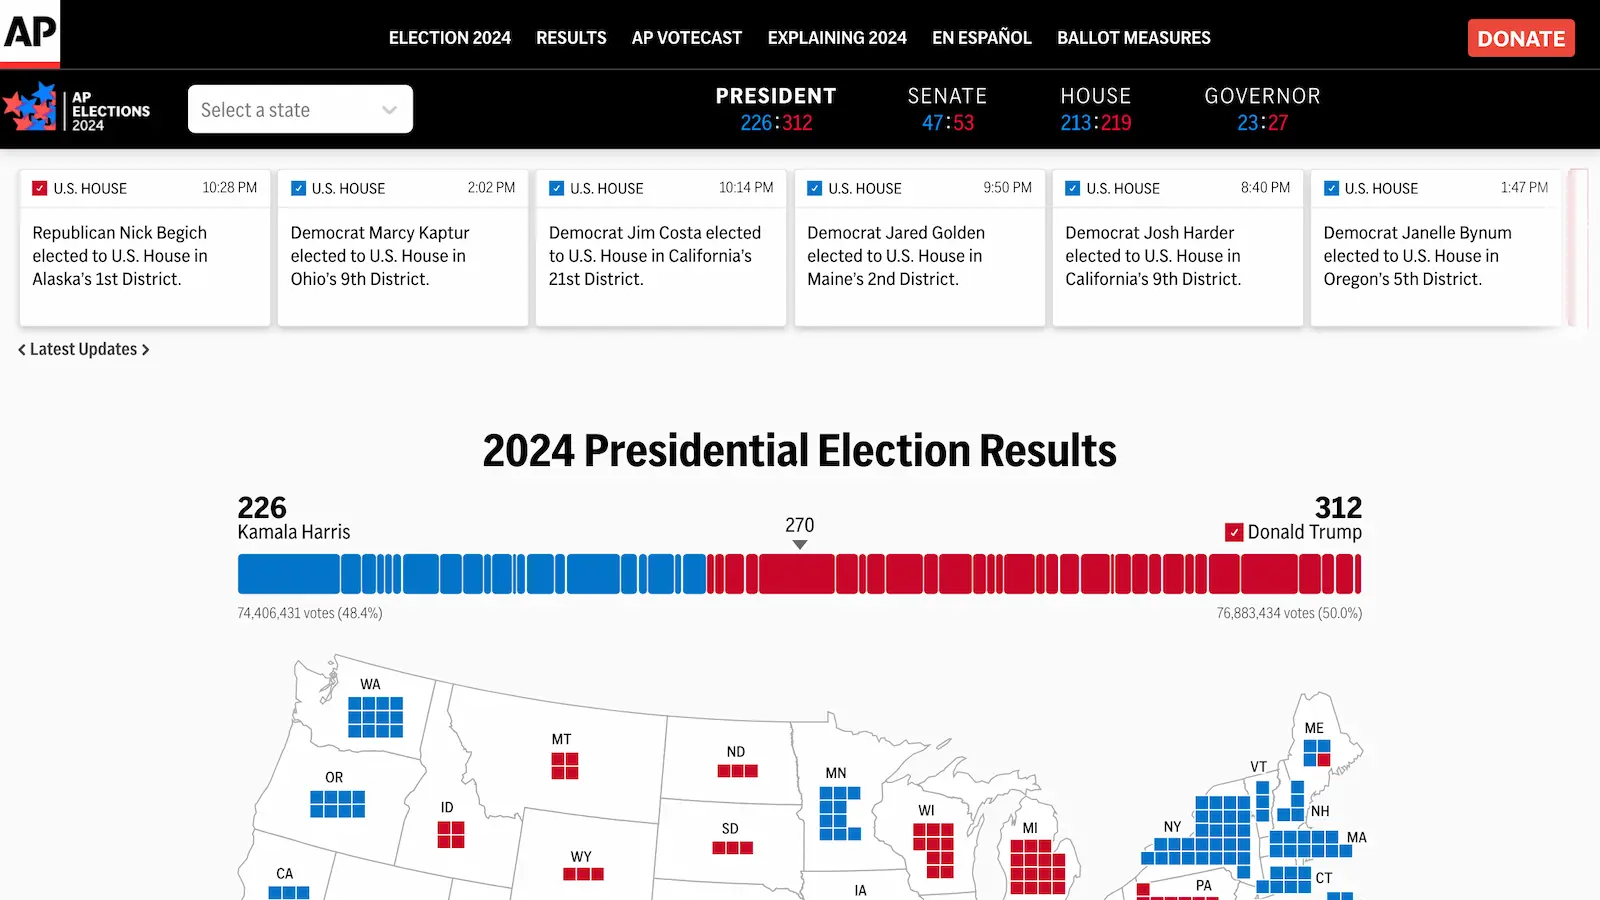 AP
ELECTION 2024 RESULTS AP VOTECAST EXPLAINING 2024 EN ESPAÑOL BALLOT MEASURES
DONATE
AP
ELECTIONS
2024
Select a state
PRESIDENT
226:312
SENATE
47:53
HOUSE
213:219
GOVERNOR
23:27
U.S. HOUSE 10:28 PM
Republican Nick Begich
elected to U.S. House in
Alaska's 1st District.
U.S. HOUSE 2:02 PM
Democrat Marcy Kaptur
elected to U.S. House in
Ohio's 9th District.
U.S. HOUSE 10:14 PM
Democrat Jim Costa elected
to U.S. House in California's
21st District.
U.S. HOUSE 9:50 PM
Democrat Jared Golden
elected to U.S. House in
Maine's 2nd District.
U.S. HOUSE 8:40 PM
Democrat Josh Harder
elected to U.S. House in
California's 9th District.
U.S. HOUSE 1:47 PM
Democrat Janelle Bynum
elected to U.S. House in
Oregon's 5th District.
Latest Updates
2024 Presidential Election Results
226
Kamala Harris
270
312
Donald Trump
74,406,431 votes (48.4%)
76,883,434 votes (50.0%)
WA
MT
ND
MN
ME
VT
OR
ID
SD
WI
MI
NY
NH
MA
WY
CA
IA
PA
CT